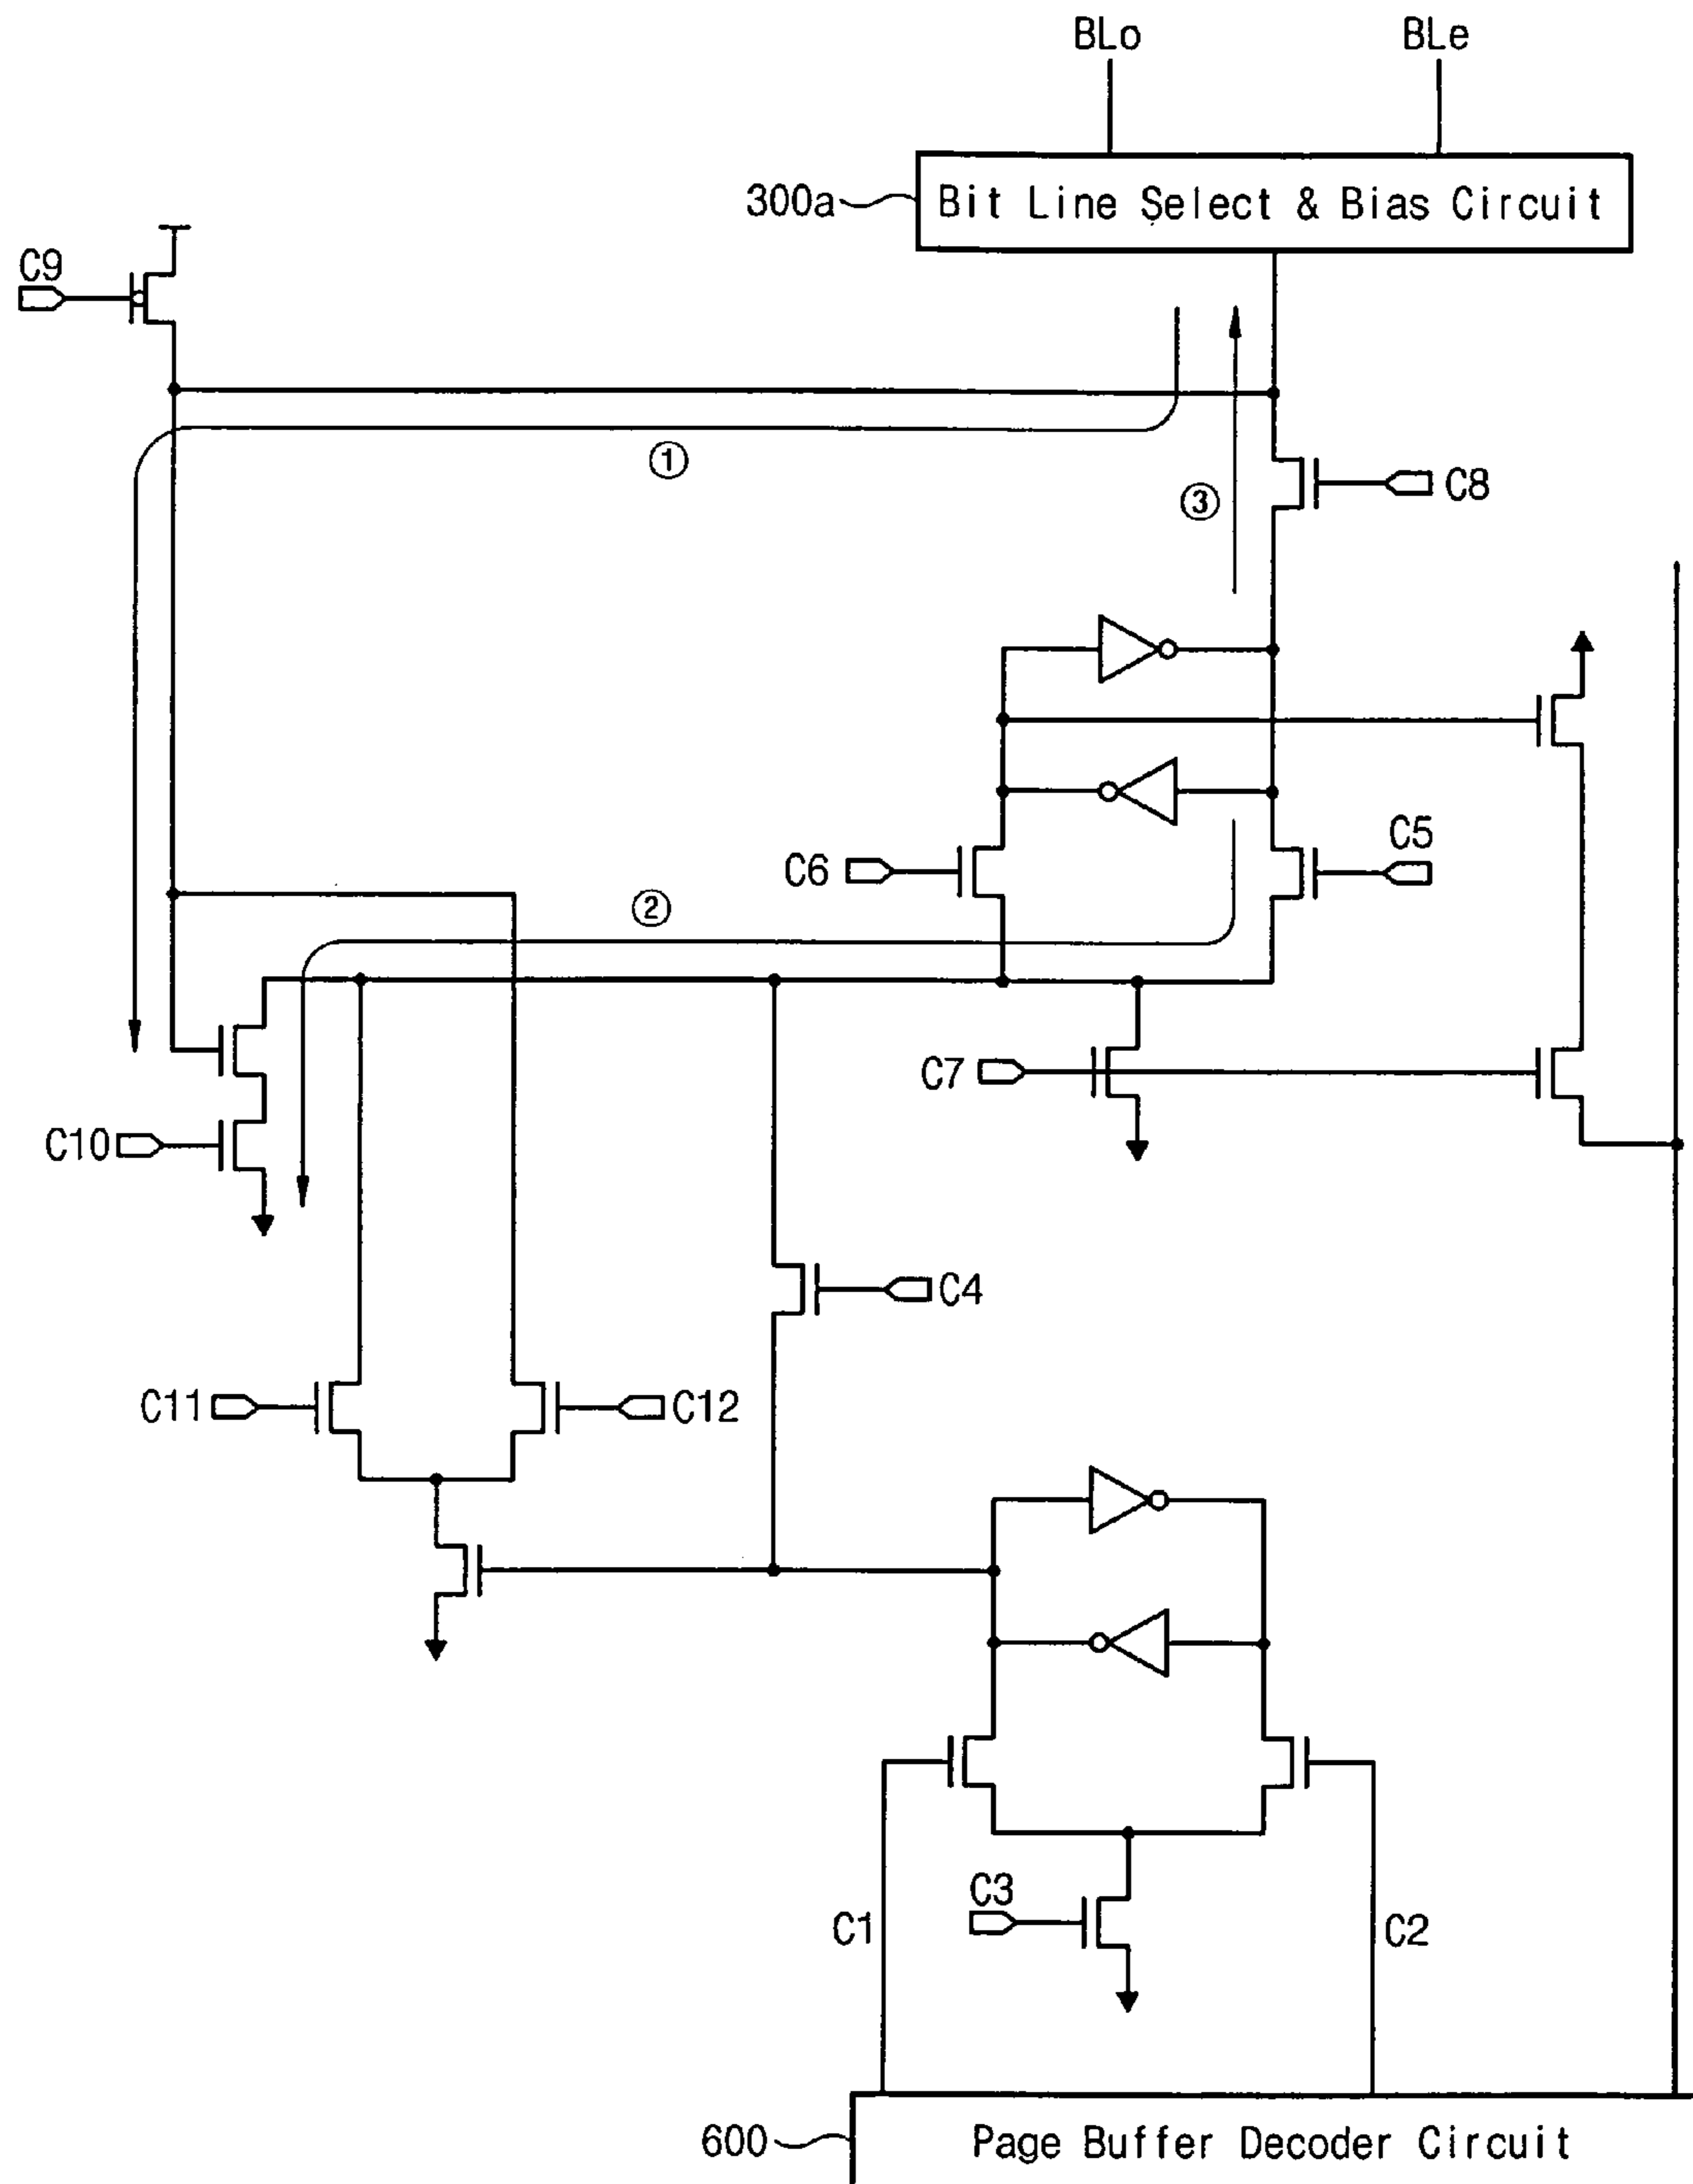 BLo
BLe
300a
Bit Line Select & Bias Circuit
C9
①
C8
③
C5
C6
②
C7
C10
C4
C11
C12
C3
C1
C2
600
Page Buffer Decoder Circuit